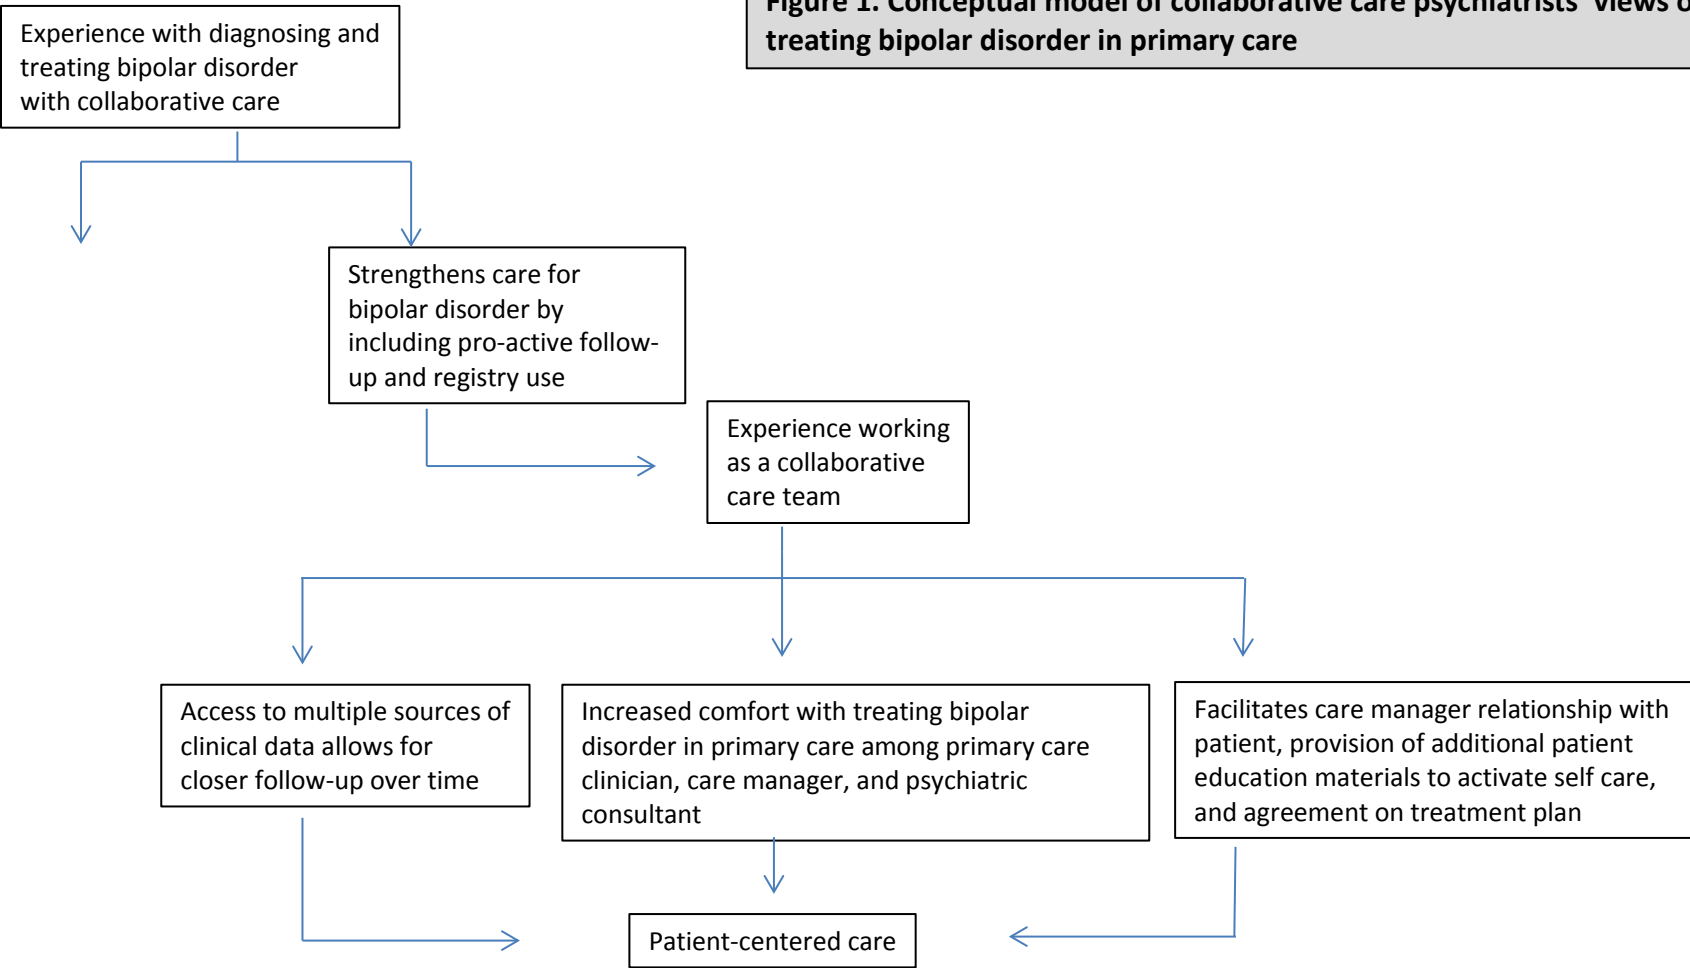 Figure 1. Conceptual model of collaborative care psychiatrists' views
treating bipolar disorder in primary care
Experience with diagnosing and
treating bipolar disorder
with collaborative care
Strengthens care for
bipolar disorder by
including pro-active follow-
up and registry use
Experience working
as a collaborative
care team
Access to multiple sources of
clinical data allows for
closer follow-up over time
Increased comfort with treating bipolar
disorder in primary care among primary care
clinician, care manager, and psychiatric
consultant
Facilitates care manager relationship with
patient, provision of additional patient
education materials to activate self care,
and agreement on treatment plan
Patient-centered care